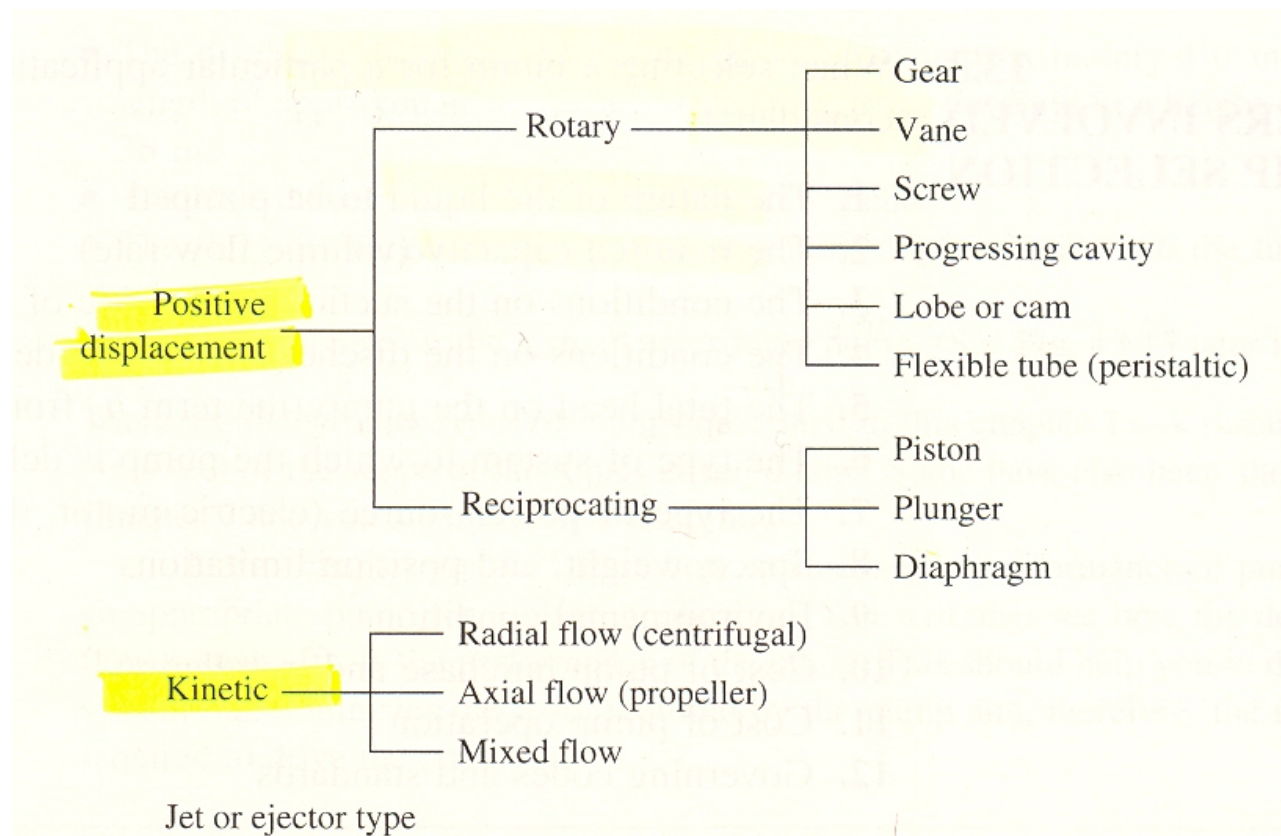 Gear
Rotary Vane
Screw
Progressing cavity
Positive
displacement
Lobe or cam
Flexible tube (peristaltic)
Piston
Reciprocating Plunger
Diaphragm
Radial flow (centrifugal)
Kinetic Axial flow (propeller)
Mixed flow
Jet or ejector type